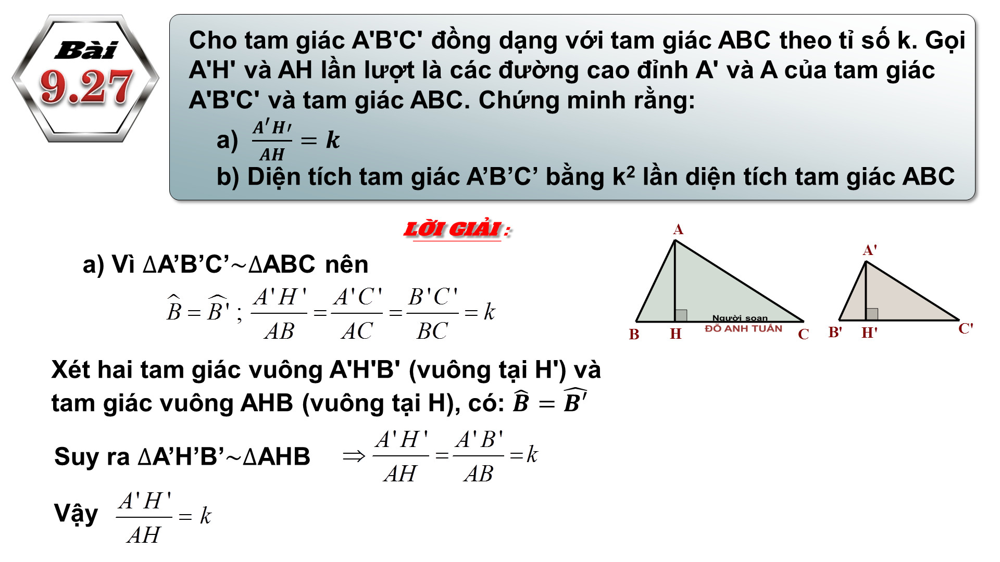 Bài
9.27
Cho tam giác A'B'C' đồng dạng với tam giác ABC theo tỉ số k. Gọi
A'H' và AH lần lượt là các đường cao đỉnh A' và A của tam giác
A'B'C' và tam giác ABC. Chứng minh rằng:
a) \frac{A'H'}{AH} = k
b) Diện tích tam giác A’B’C’ bằng k² lần diện tích tam giác ABC
LỜI GIẢI :
a) Vì ΔA’B’C’~ΔABC nên
\widehat{B} = \widehat{B'} ; \frac{A'H'}{AB} = \frac{A'C'}{AC} = \frac{B'C'}{BC} = k
A
B
H
C
Người soạn
ĐỖ ANH TUẤN
A'
B'
H'
C'
Xét hai tam giác vuông A'H'B' (vuông tại H') và
tam giác vuông AHB (vuông tại H), có: \widehat{B} = \widehat{B'}
Suy ra ΔA’H’B’~ΔAHB ⇒ \frac{A'H'}{AH} = \frac{A'B'}{AB} = k
Vậy \frac{A'H'}{AH} = k